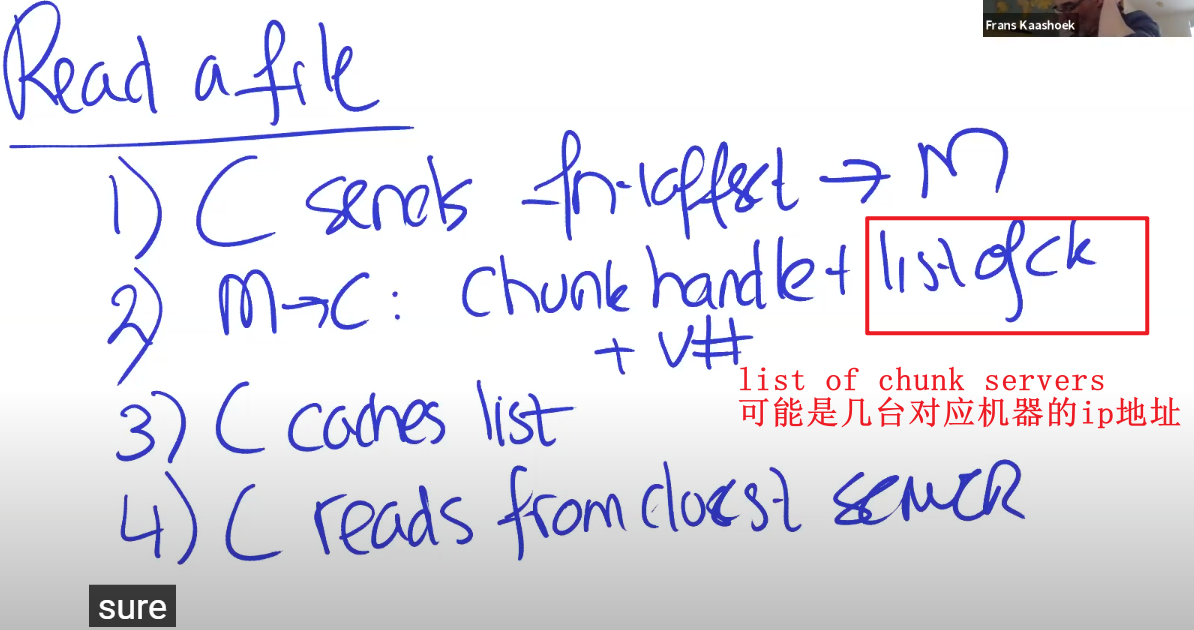 Frans Kaashoek
Read a file
1) C sends fn + offset → M
2) M → C: chunk handle + list of ck
+ V#
list of chunk servers
可能是几台对应机器的ip地址
3) C caches list
4) C reads from closest server
sure